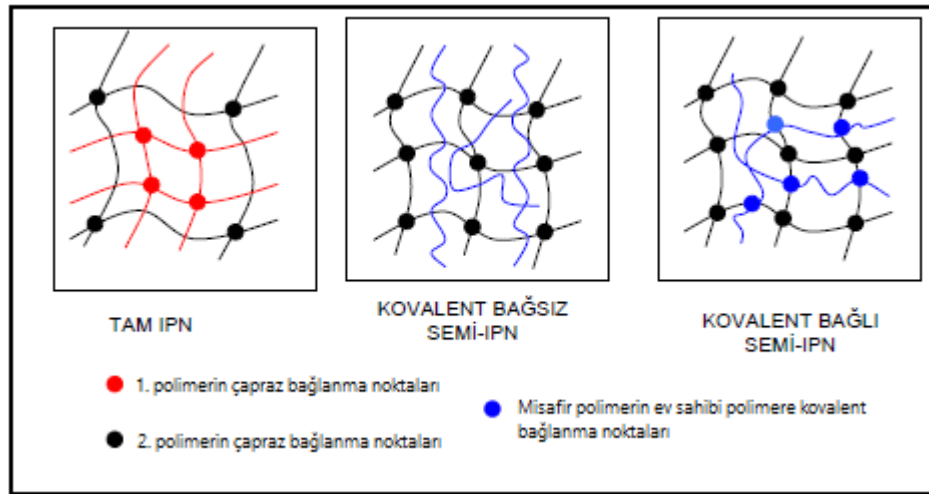 TAM IPN
KOVALENT BAĞSIZ
SEMİ-IPN
KOVALENT BAĞLI
SEMİ-IPN
1. polimerin çapraz bağlanma noktaları
2. polimerin çapraz bağlanma noktaları
Misafir polimerin ev sahibi polimere kovalent
bağlanma noktaları